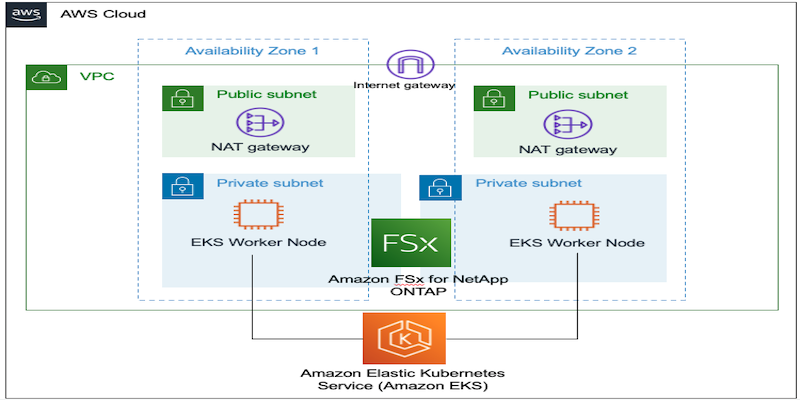 aws
AWS Cloud
Availability Zone 1
Availability Zone 2
Internet gateway
VPC
Public subnet
NAT gateway
Public subnet
NAT gateway
Private subnet
EKS Worker Node
Private subnet
EKS Worker Node
FSx
Amazon FSx for NetApp
ONTAP
K
Amazon Elastic Kubernetes
Service (Amazon EKS)